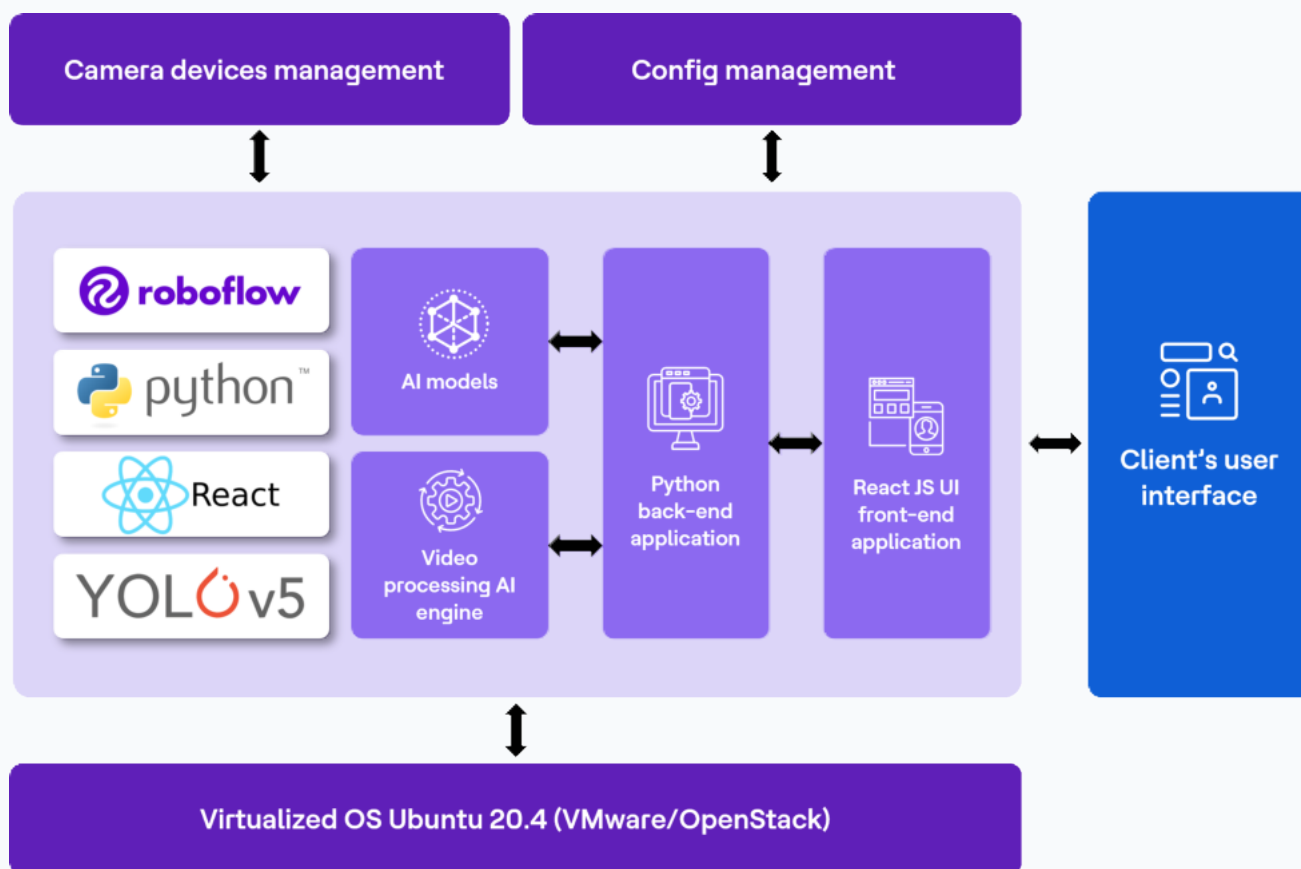 Camera devices management
Config management
roboflow
python™
React
YOLOv5
AI models
Video
processing AI
engine
Python
back-end
application
React JS UI
front-end
application
Client's user
interface
Virtualized OS Ubuntu 20.4 (VMware/OpenStack)